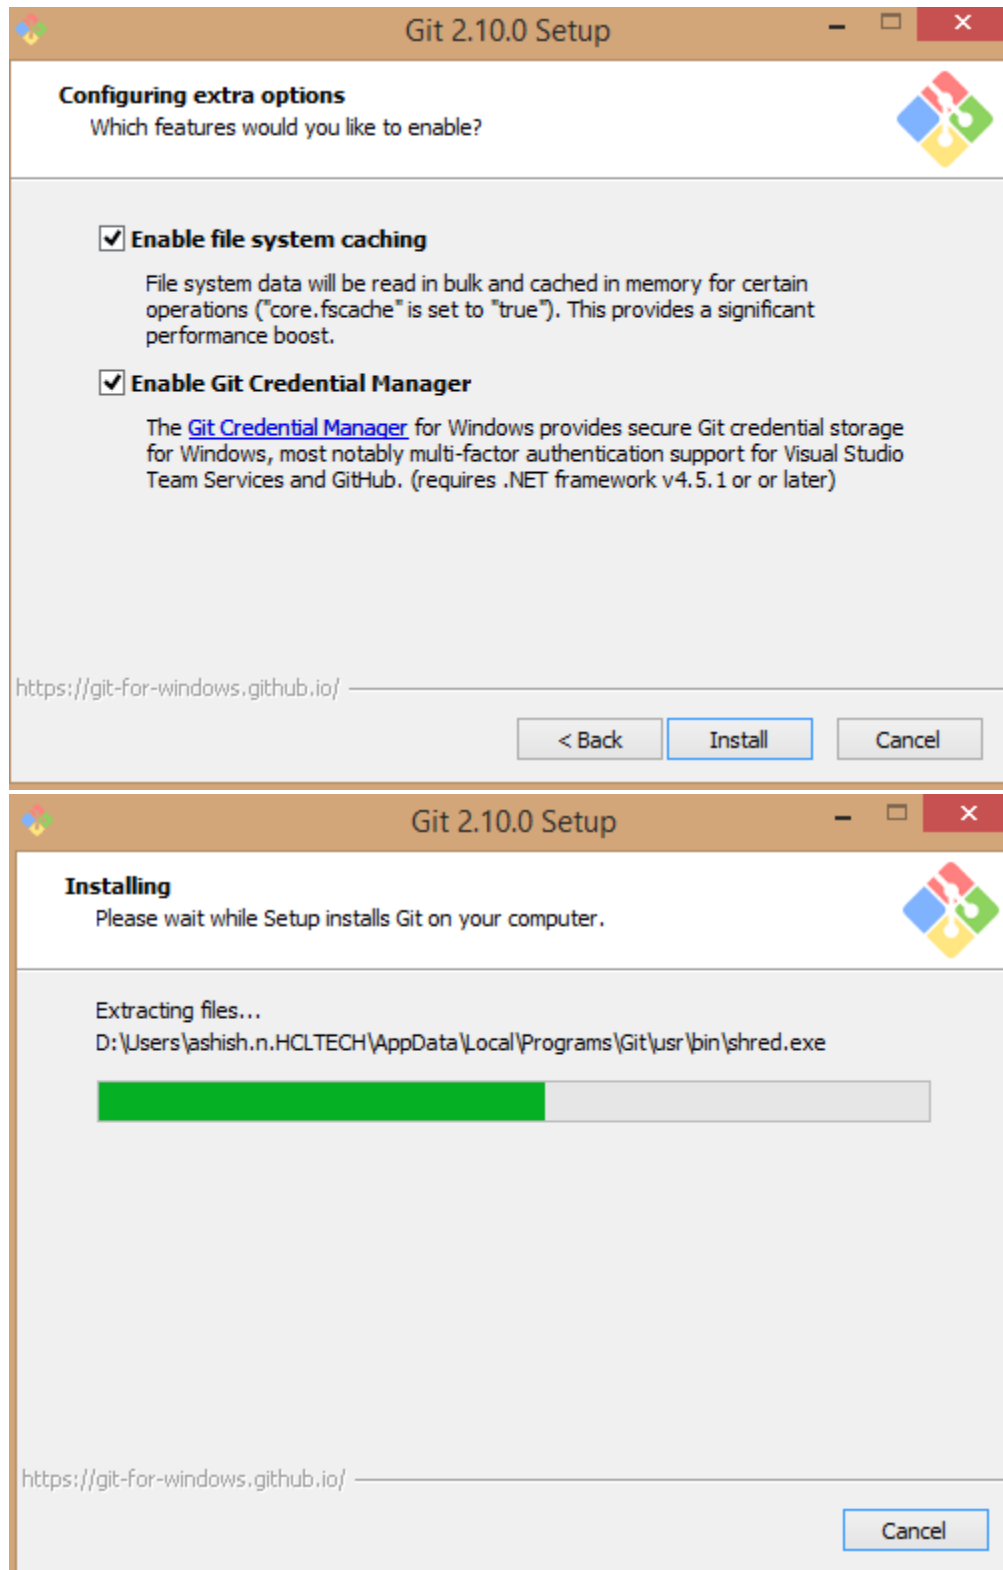 Git 2.10.0 Setup
Configuring extra options
Which features would you like to enable?
Enable file system caching
File system data will be read in bulk and cached in memory for certain
operations ("core.fscache" is set to "true"). This provides a significant
performance boost.
Enable Git Credential Manager
The Git Credential Manager for Windows provides secure Git credential storage
for Windows, most notably multi-factor authentication support for Visual Studio
Team Services and GitHub. (requires .NET framework v4.5.1 or or later)
https://git-for-windows.github.io/
< Back Install Cancel
Git 2.10.0 Setup
Installing
Please wait while Setup installs Git on your computer.
Extracting files...
D:\Users\ashish.n.HCLTECH\AppData\Local\Programs\Git\usr\bin\shred.exe
https://git-for-windows.github.io/
Cancel